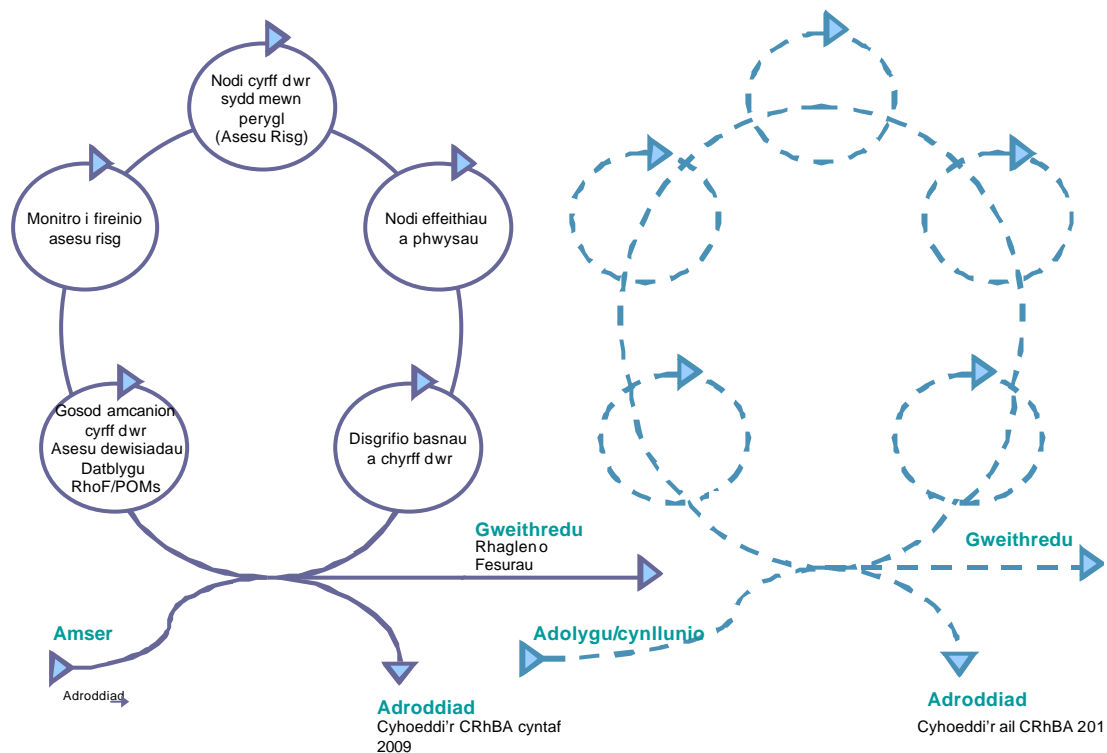 Nodi cyrff dwr
sydd mewn
perygl
(Asesu Risg)
Monitro i fireinio
asesu risg
Nodi effeithiau
a phwysau
Gosod amcanion
cyrff dwr
Asesu dewisiadau
Datblygu
RhoF/POMs
Disgrifio basnau
a chyrff dwr
Gweithredu
Rhaglen o
Fesurau
Amser
Adroddiad
Adroddiad
Cyhoeddi'r CRhBA cyntaf
2009
Adolygu/cynllunio
Gweithredu
Adroddiad
Cyhoeddi'r ail CRhBA 201